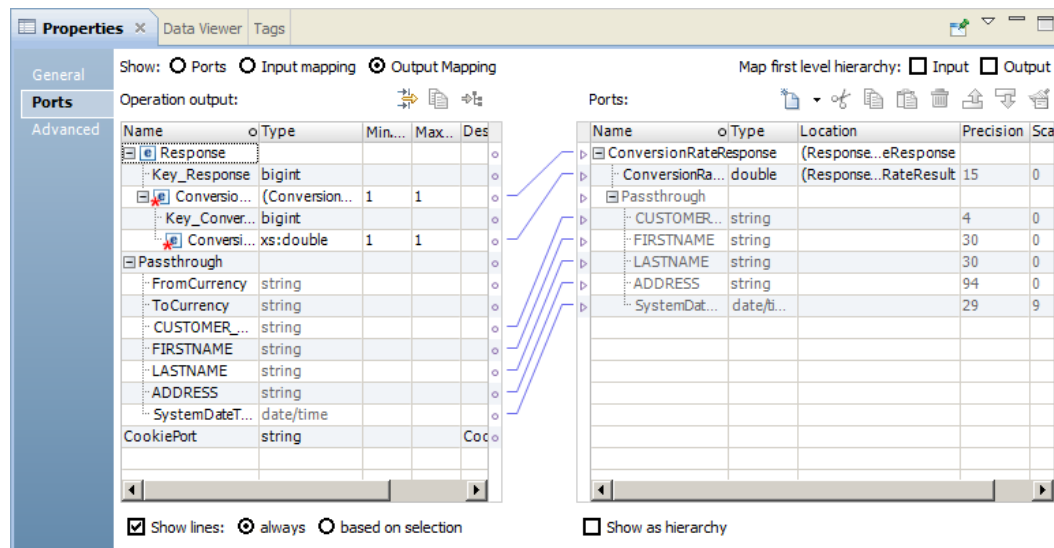 Properties Data Viewer Tags
General
Ports
Advanced
Show: Ports Input mapping Output Mapping Map first level hierarchy: Input Output
Operation output: Ports:
Name Type Min... Max... Des Name Type Location Precision Sca
Response ConversionRateResponse (Response...eResponse
Key_Response bigint ConversionRa... double (Response...RateResult 15 0
Conversio... (Conversion... 1 1 Passthrough
Key_Conver... bigint CUSTOMER... string 4 0
Conversi... xs:double 1 1 FIRSTNAME string 30 0
Passthrough LASTNAME string 30 0
FromCurrency string ADDRESS string 94 0
ToCurrency string SystemDat... date/ti... 29 9
CUSTOMER_... string
FIRSTNAME string
LASTNAME string
ADDRESS string
SystemDateT... date/time
CookiePort string Coo
Show lines: always based on selection Show as hierarchy